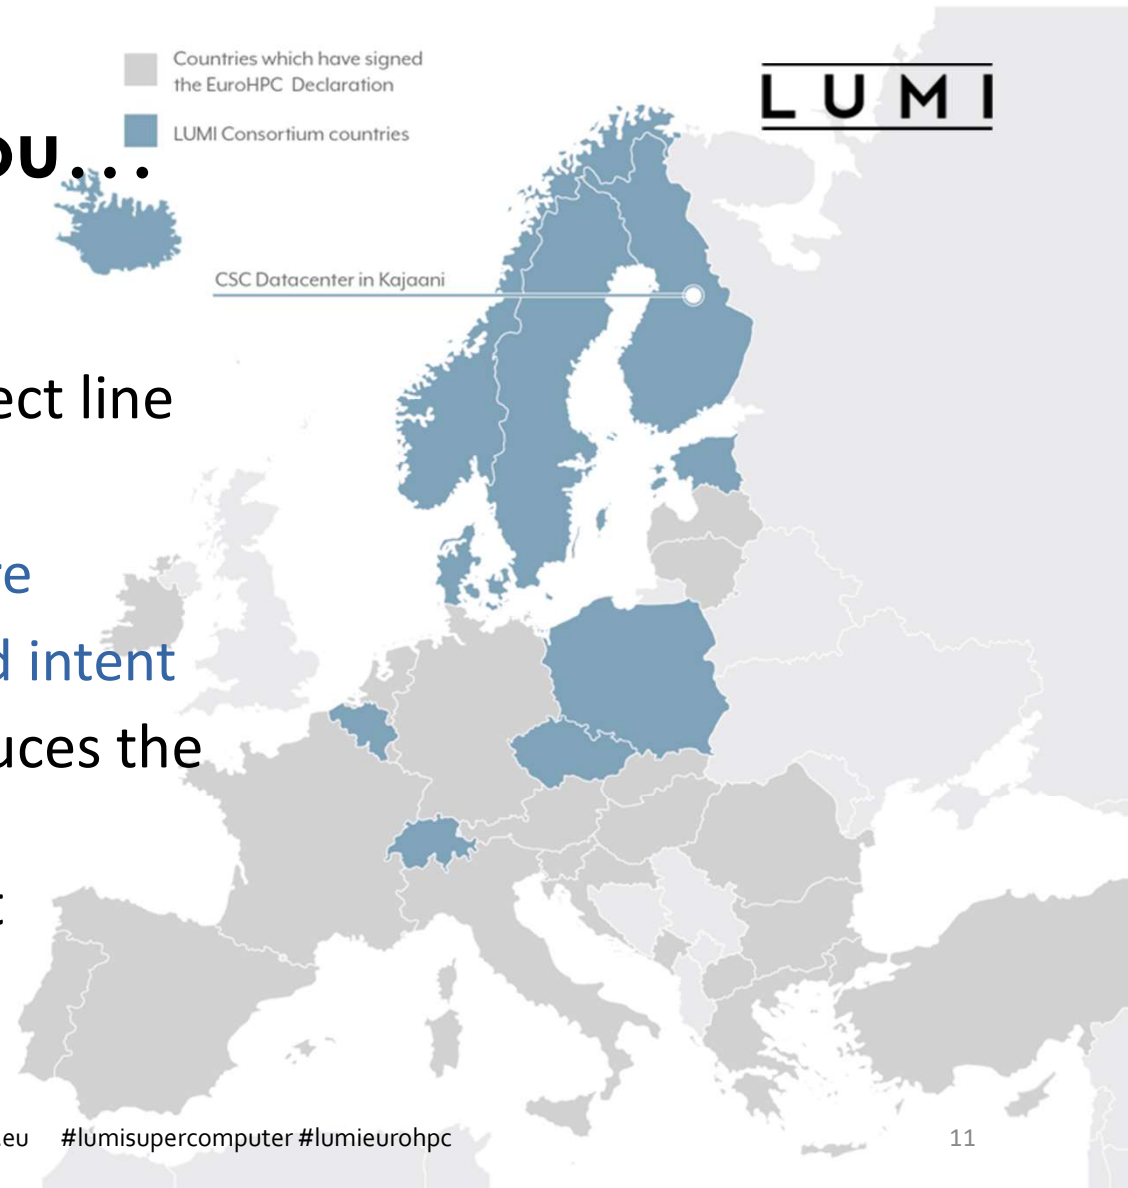 Countries which have signed
the EuroHPC Declaration
LUMI Consortium countries
LUMI
ou...
CSC Datacenter in Kajaani
ect line
re
d intent
uces the
t
.eu #lumisupercomputer #lumieurohpc
11